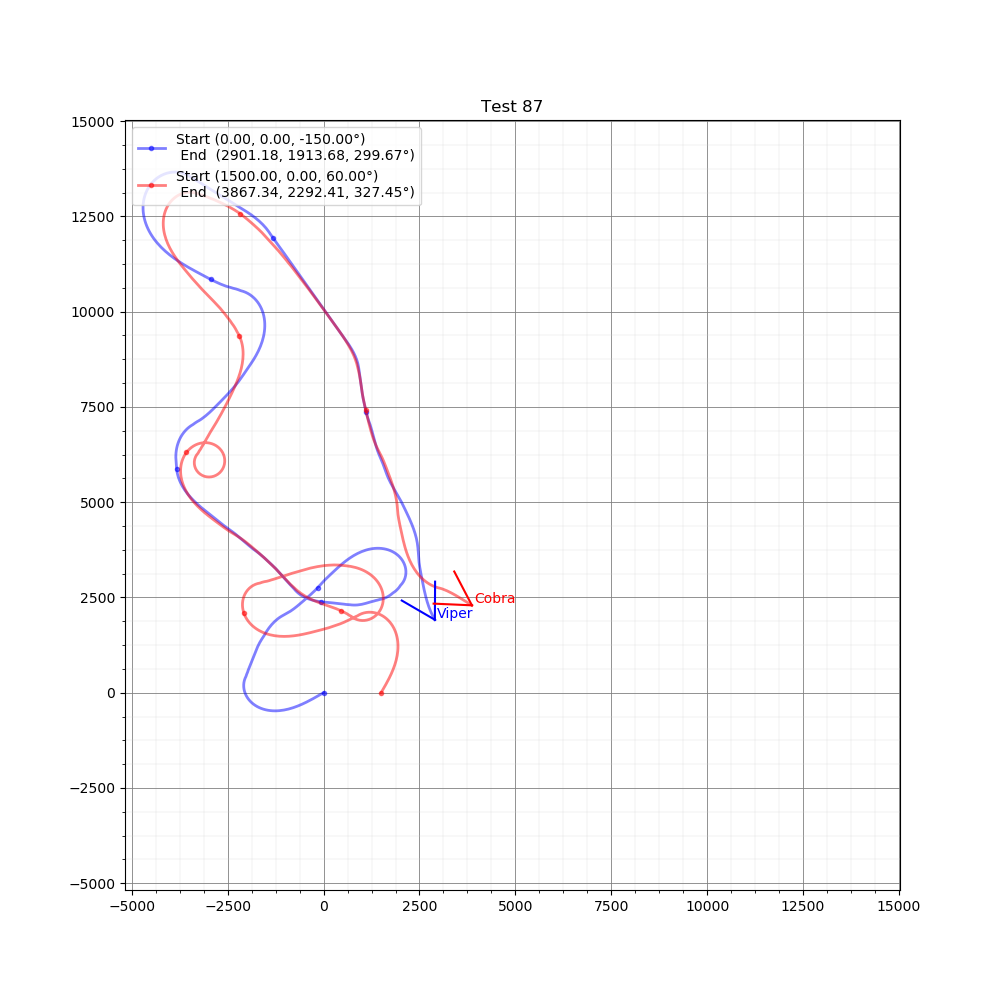 Test 87
Start (0.00, 0.00, -150.00°)
End (2901.18, 1913.68, 299.67°)
Start (1500.00, 0.00, 60.00°)
End (3867.34, 2292.41, 327.45°)
15000
12500
10000
7500
5000
2500
0
−2500
−5000
Cobra
Viper
−5000 −2500 0 2500 5000 7500 10000 12500 15000